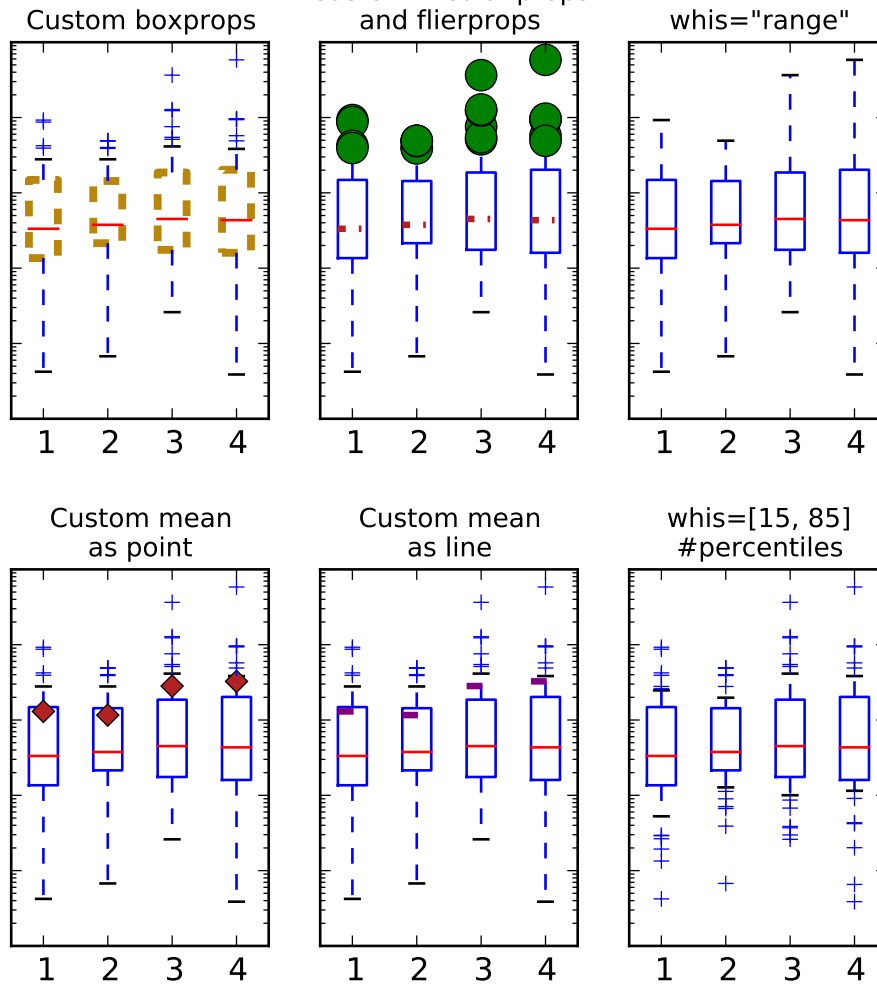 Custom boxprops
and flierprops
whis="range"
1 2 3 4
1 2 3 4
1 2 3 4
Custom mean
as point
Custom mean
as line
whis=[15, 85]
#percentiles
1 2 3 4
1 2 3 4
1 2 3 4